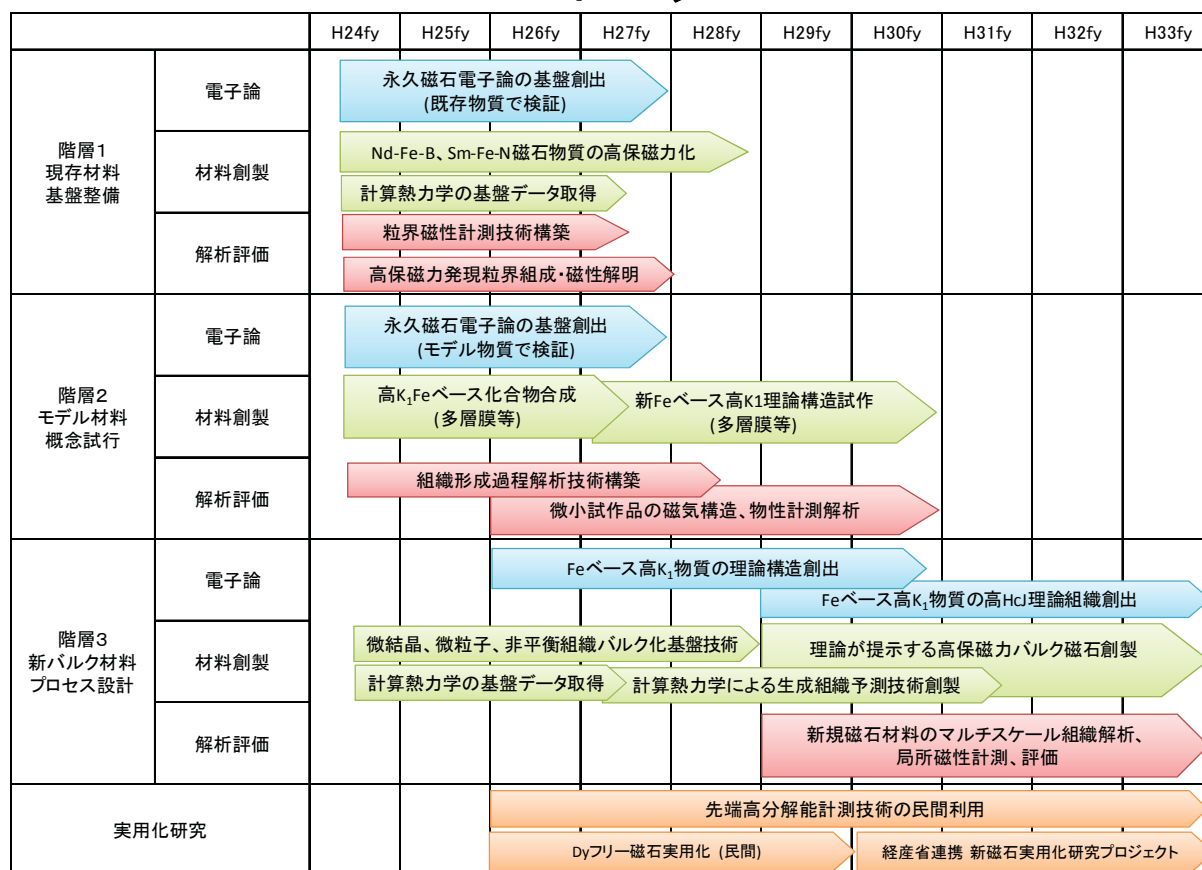 H24fy H25fy H26fy H27fy H28fy H29fy H30fy H31fy H32fy H33fy
階層1
現存材料
基盤整備
電子論
永久磁石電子論の基盤創出
(既存物質で検証)
材料創製
Nd-Fe-B、Sm-Fe-N磁石物質の高保磁力化
計算熱力学の基盤データ取得
解析評価
粒界磁性計測技術構築
高保磁力発現粒界組成・磁性解明
階層2
モデル材料
概念試行
電子論
永久磁石電子論の基盤創出
(モデル物質で検証)
材料創製
高K₁Feベース化合物合成
(多層膜等)
新Feベース高K1理論構造試作
(多層膜等)
解析評価
組織形成過程解析技術構築
微小試作品の磁気構造、物性計測解析
階層3
新バルク材料
プロセス設計
電子論
Feベース高K₁物質の理論構造創出
Feベース高K₁物質の高HcJ理論組織創出
材料創製
微結晶、微粒子、非平衡組織バルク化基盤技術
理論が提示する高保磁力バルク磁石創製
計算熱力学の基盤データ取得
計算熱力学による生成組織予測技術創製
解析評価
新規磁石材料のマルチスケール組織解析、
局所磁性計測、評価
実用化研究
先端高分解能計測技術の民間利用
Dyフリー磁石実用化 (民間)
経産省連携 新磁石実用化研究プロジェクト